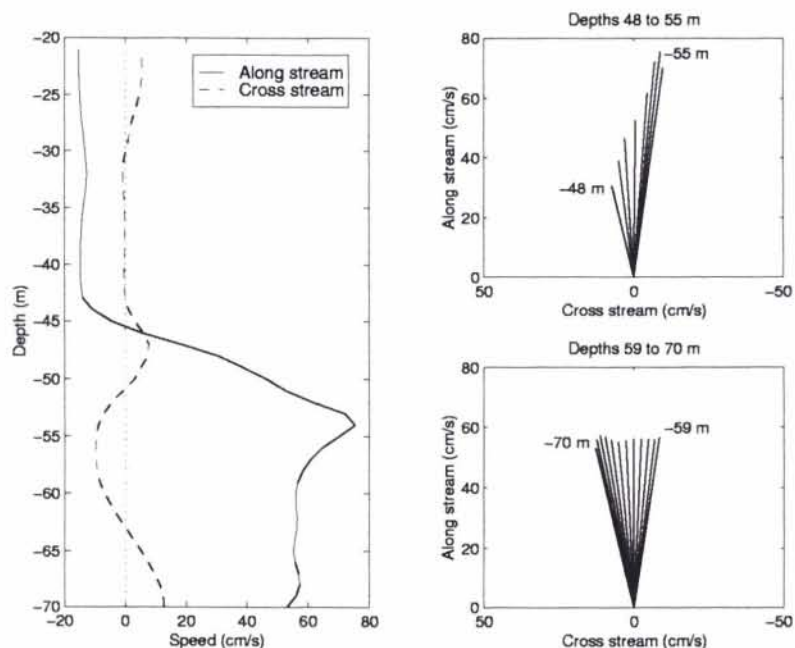 -20
-25
-30
-35
-40
-45
-50
-55
-60
-65
-70
Depth (m)
Along stream
Cross stream
-20
0
20
40
60
80
Speed (cm/s)
Depths 48 to 55 m
80
60
40
20
0
Along stream (cm/s)
-55 m
-48 m
50
0
-50
Cross stream (cm/s)
Depths 59 to 70 m
80
60
40
20
0
Along stream (cm/s)
-70 m
-59 m
50
0
-50
Cross stream (cm/s)